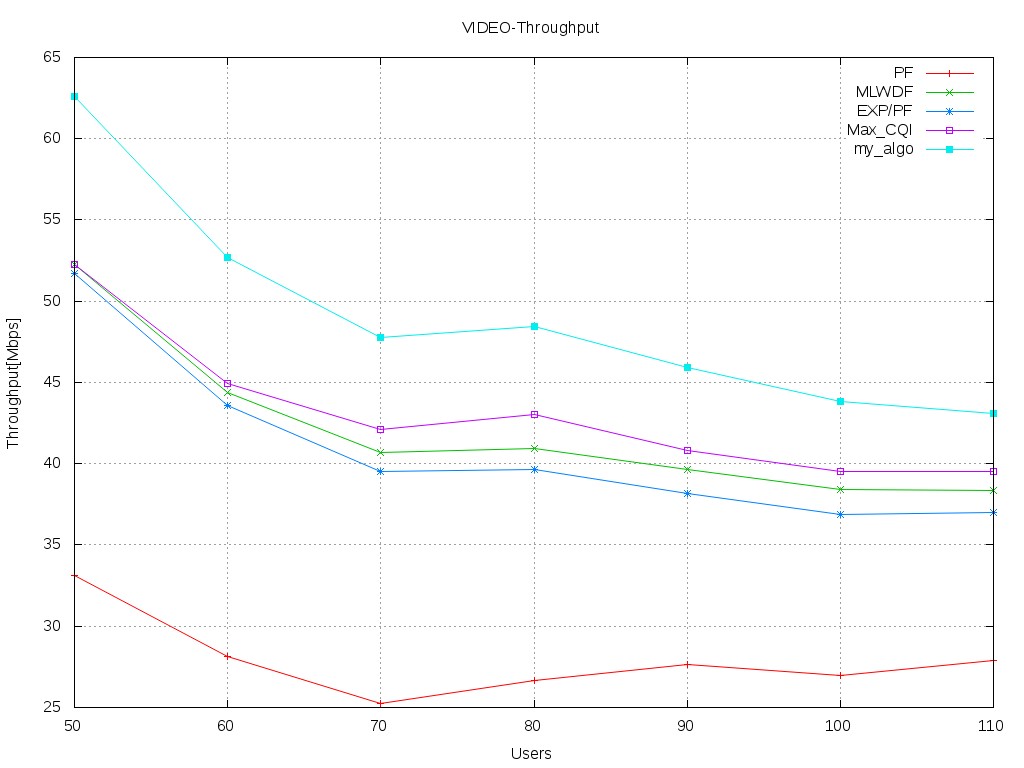 VIDEO-Throughput
65
60
55
50
45
40
35
30
25
Throughput[Mbps]
PF
MLWDF
EXP/PF
Max_CQI
my_algo
50 60 70 80 90 100 110
Users